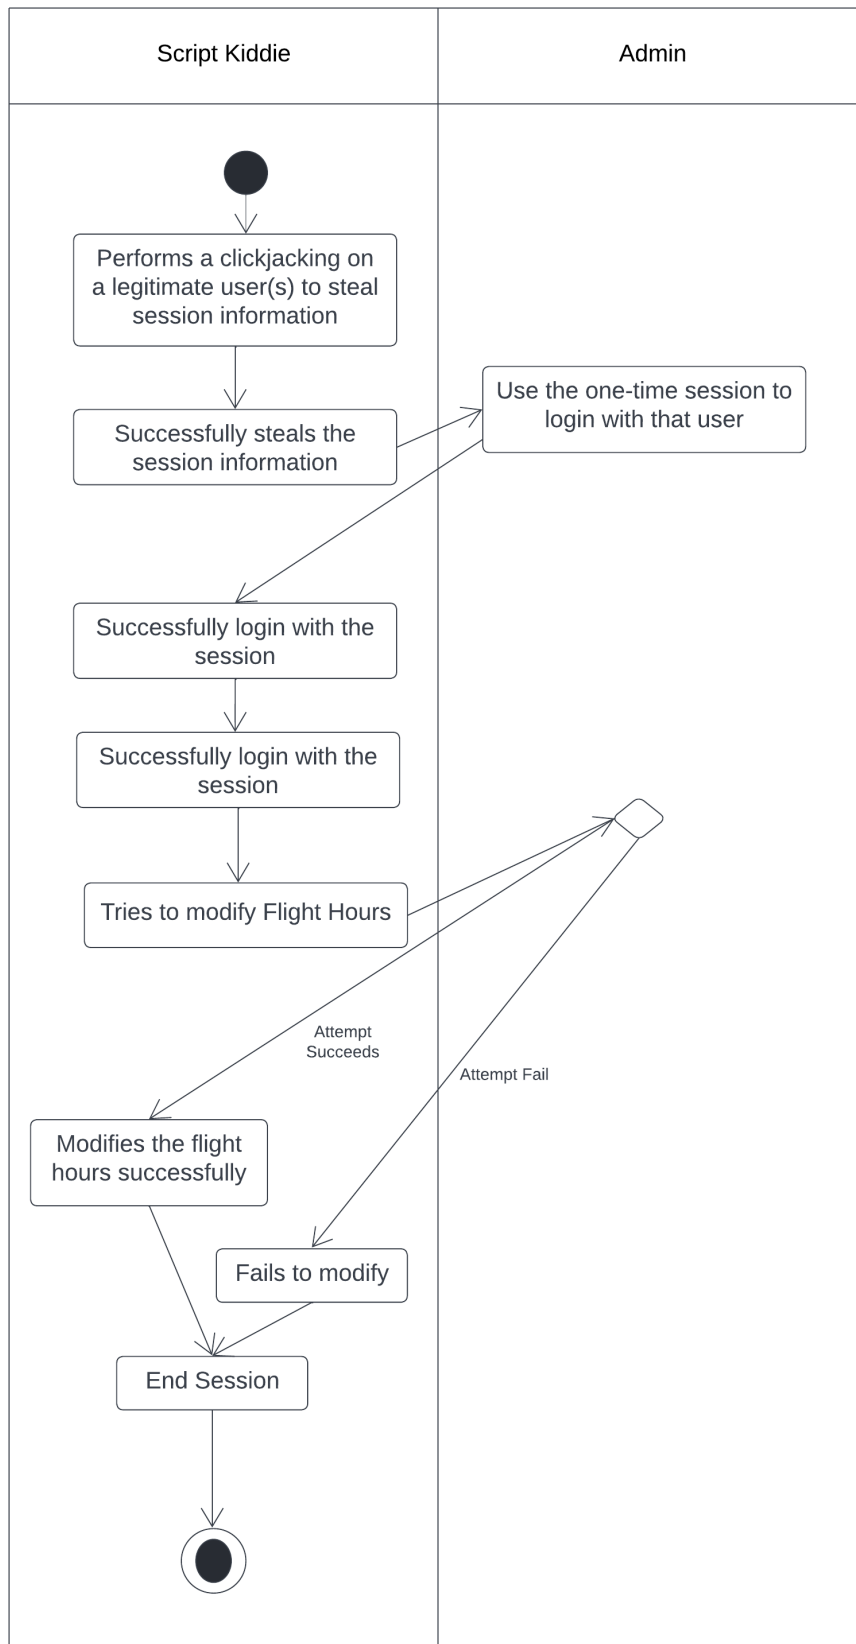 Script Kiddie
Admin
Performs a clickjacking on
a legitimate user(s) to steal
session information
Use the one-time session to
login with that user
Successfully steals the
session information
Successfully login with the
session
Successfully login with the
session
Tries to modify Flight Hours
Attempt
Succeeds
Attempt Fail
Modifies the flight
hours successfully
Fails to modify
End Session